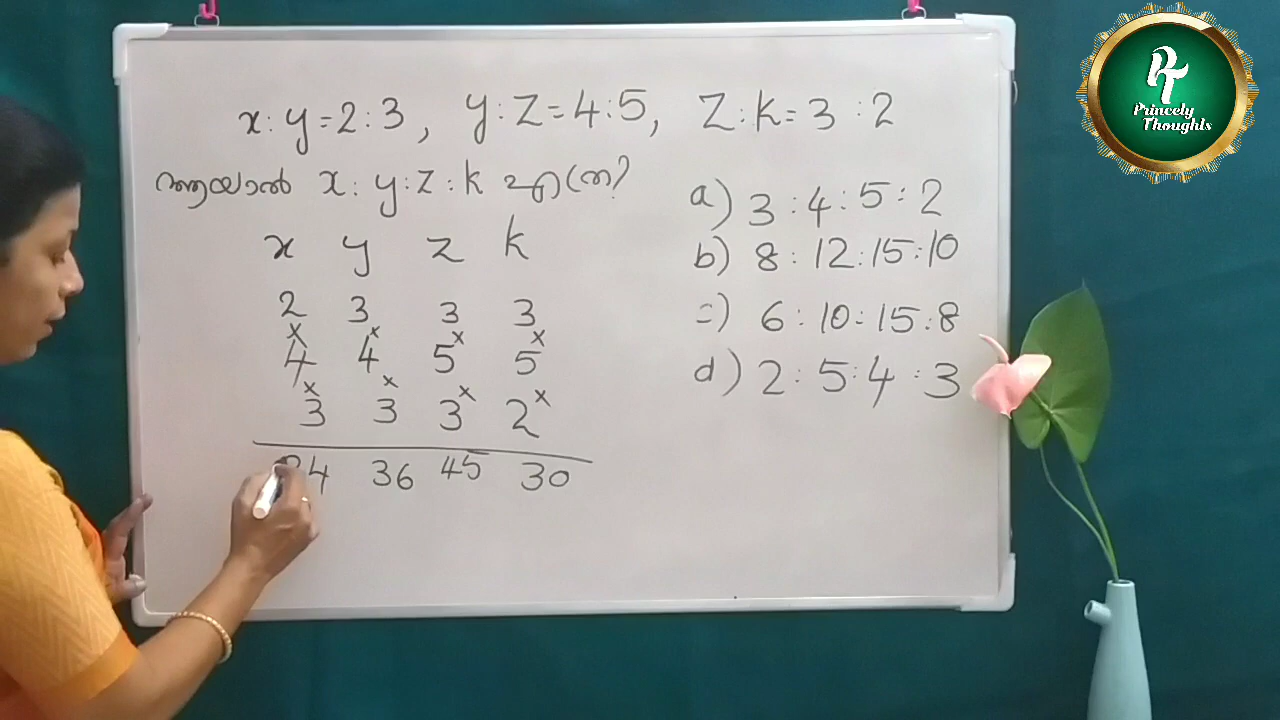 x : y = 2 : 3 , y : z = 4 : 5 , z : k = 3 : 2
ആയാൽ x : y : z : k എത്ര?
x y z k
2 3 3 3
× × × ×
4 4 5 5
× × × ×
3 3 3 2
24 36 45 30
a) 3 : 4 : 5 : 2
b) 8 : 12 : 15 : 10
c) 6 : 10 : 15 : 8
d) 2 : 5 : 4 : 3
PT
Princely
Thoughts